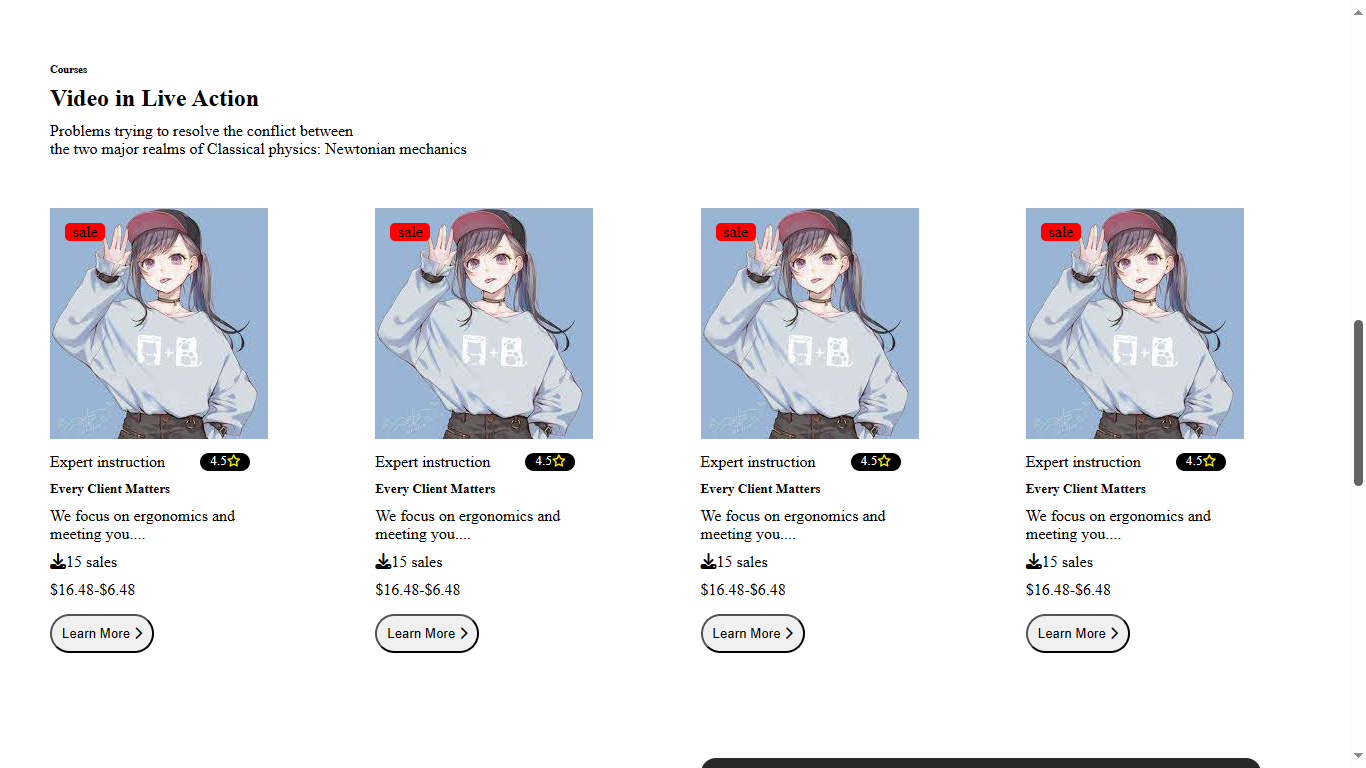 Courses
Video in Live Action
Problems trying to resolve the conflict between
the two major realms of Classical physics: Newtonian mechanics
sale
sale
sale
sale
Expert instruction 4.5
Every Client Matters
We focus on ergonomics and
meeting you....
15 sales
$16.48-$6.48
Learn More
Expert instruction 4.5
Every Client Matters
We focus on ergonomics and
meeting you....
15 sales
$16.48-$6.48
Learn More
Expert instruction 4.5
Every Client Matters
We focus on ergonomics and
meeting you....
15 sales
$16.48-$6.48
Learn More
Expert instruction 4.5
Every Client Matters
We focus on ergonomics and
meeting you....
15 sales
$16.48-$6.48
Learn More